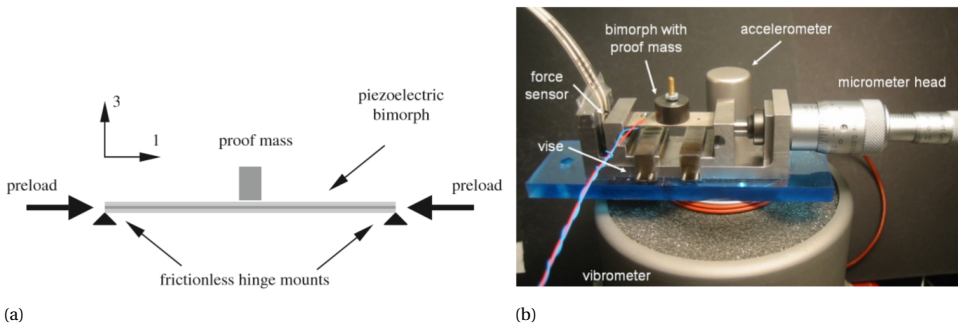 (a)
3
1
proof mass
piezoelectric
bimorph
preload
preload
frictionless hinge mounts
(b)
bimorph with
proof mass
accelerometer
force
sensor
micrometer head
vise
vibrometer